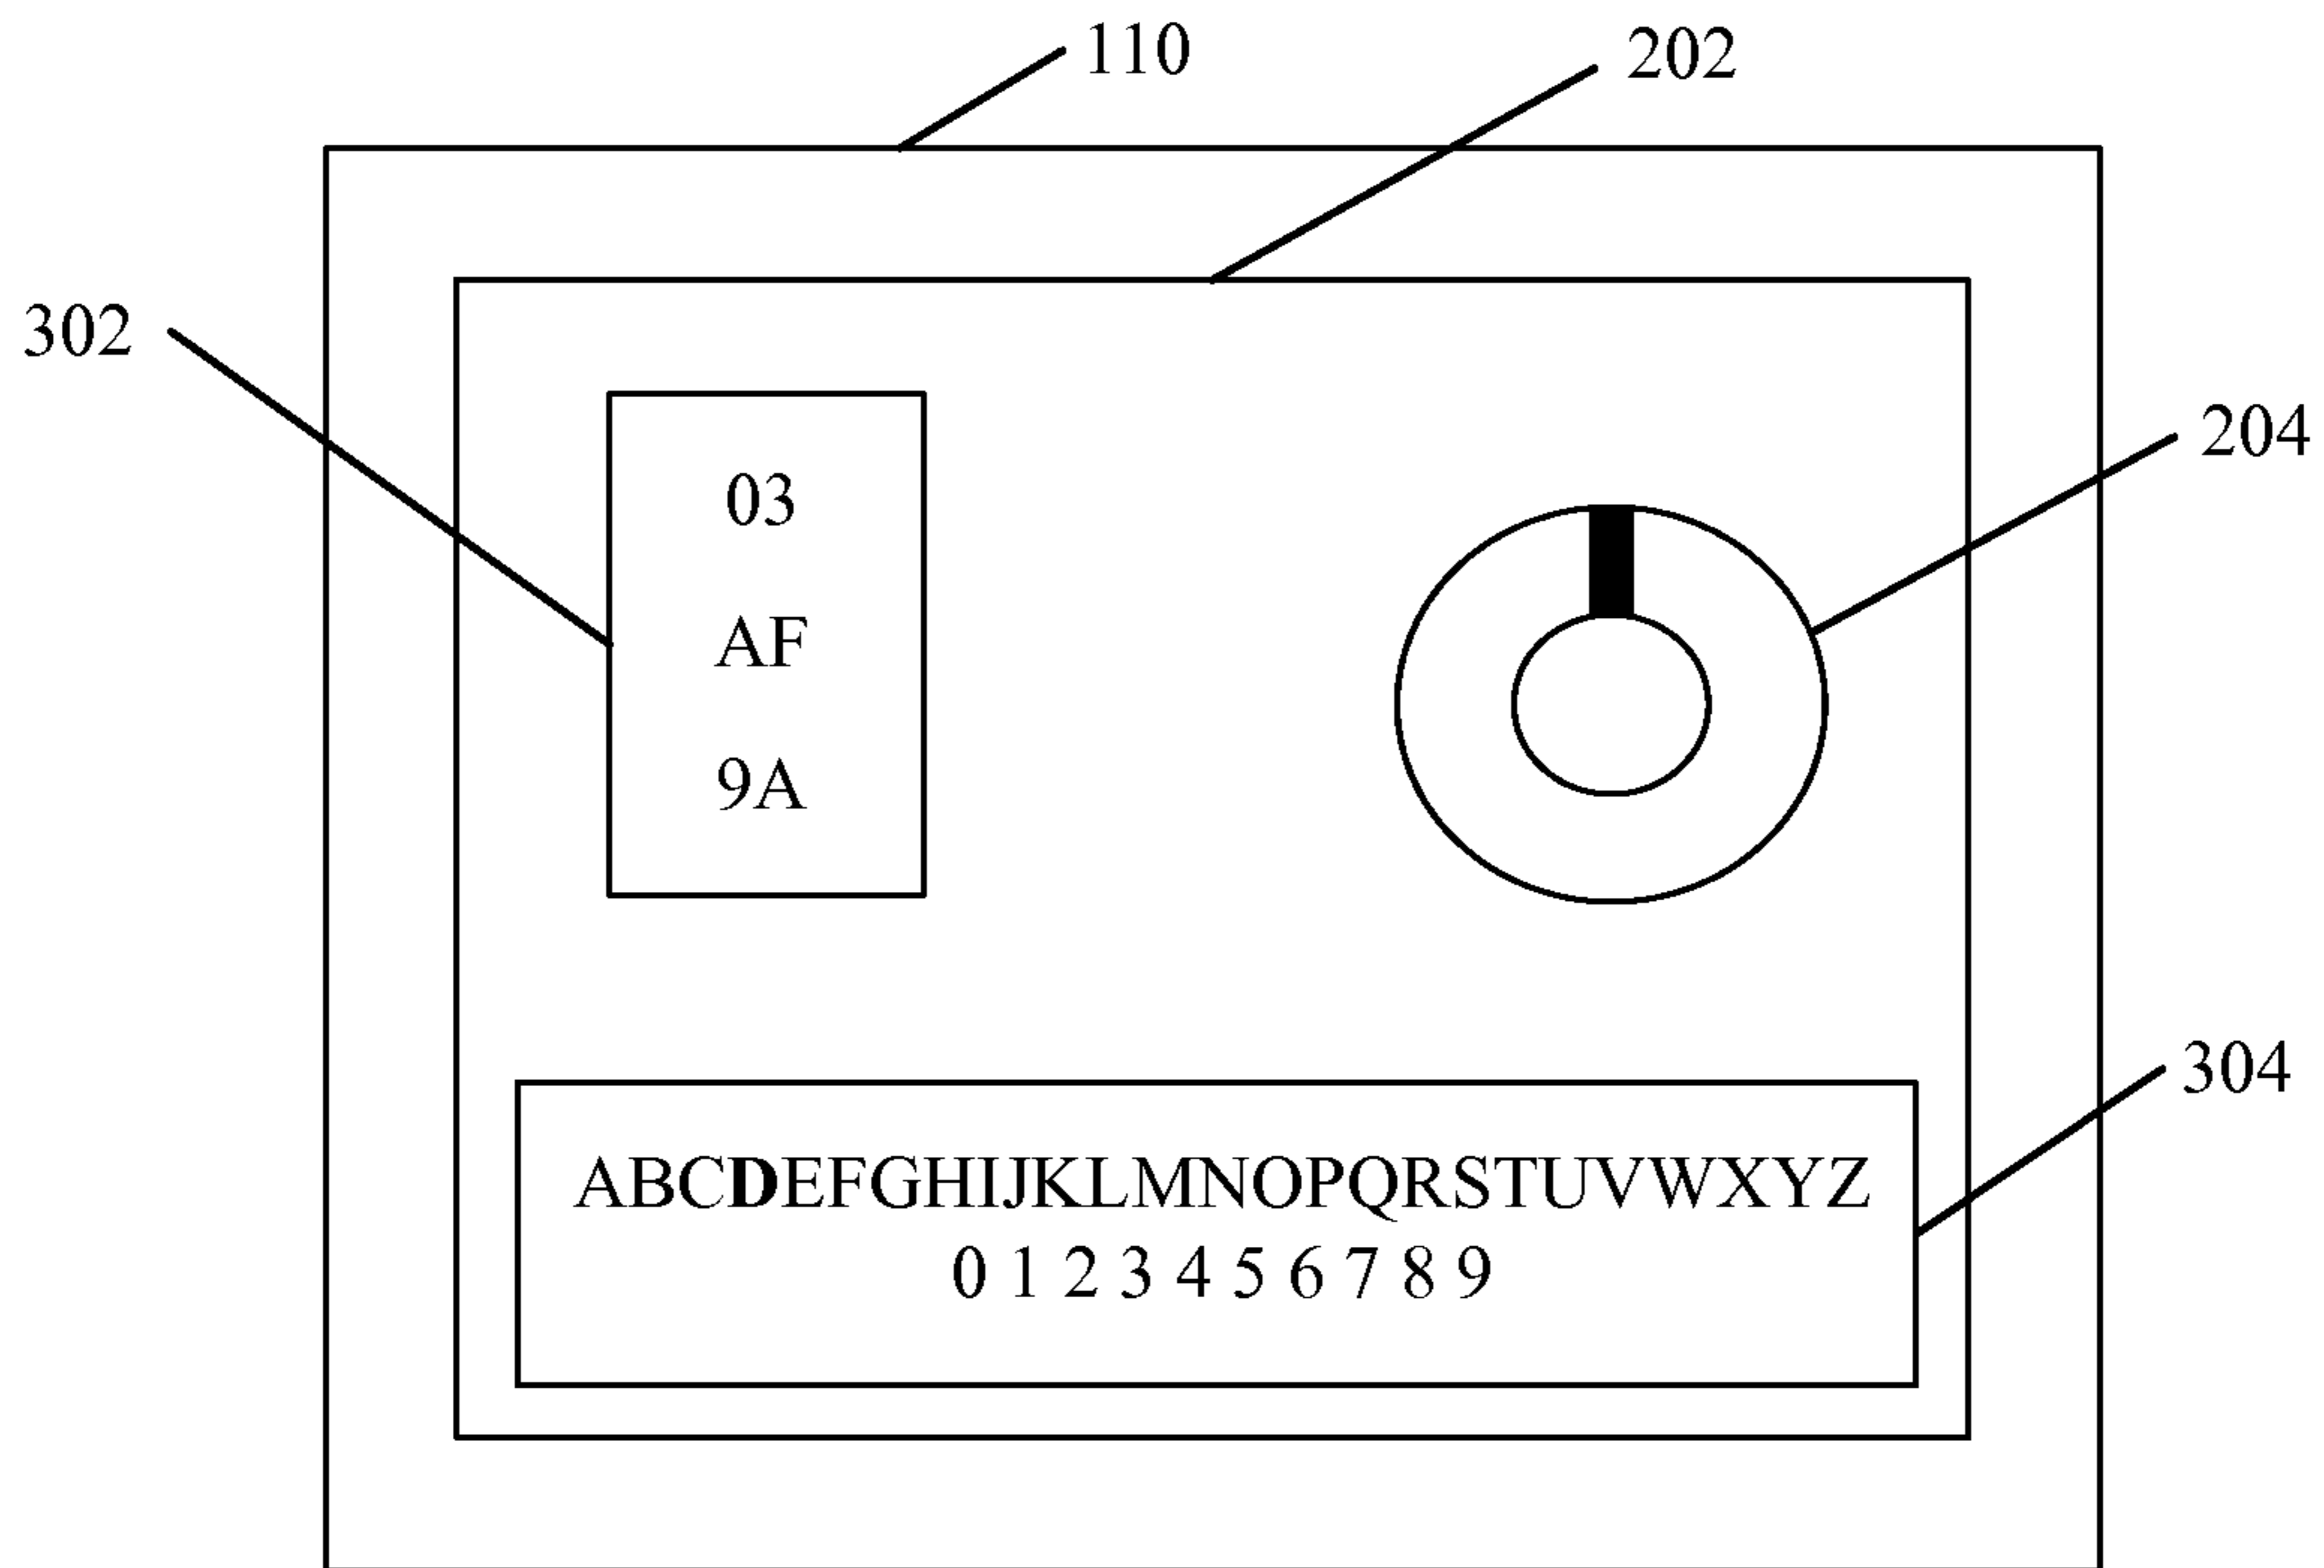 110
202
302
204
03
AF
9A
304
ABCDEFGHIJKLMNOPQRSTUVWXYZ
0 1 2 3 4 5 6 7 8 9